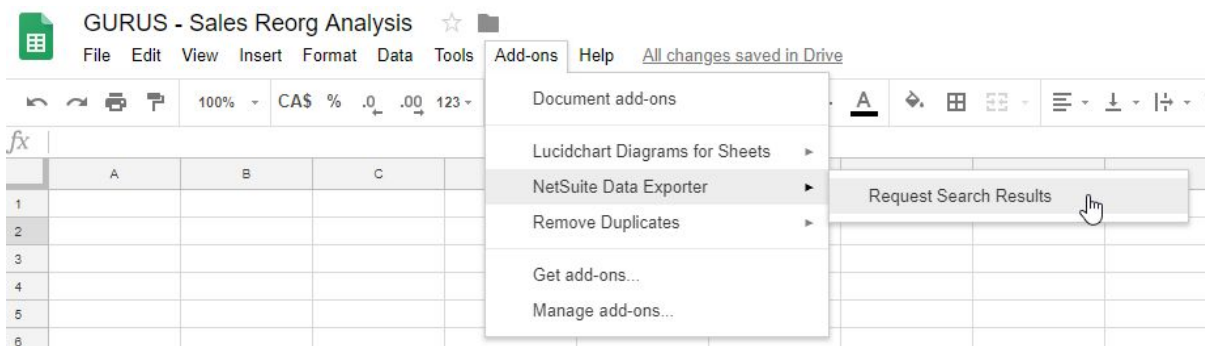 GURUS - Sales Reorg Analysis
File Edit View Insert Format Data Tools Add-ons Help All changes saved in Drive
100% CA$ % .0 .00 123 A
Document add-ons
fx
Lucidchart Diagrams for Sheets
A B C
NetSuite Data Exporter
Request Search Results
1
Remove Duplicates
2
3
Get add-ons...
4
Manage add-ons...
5
6